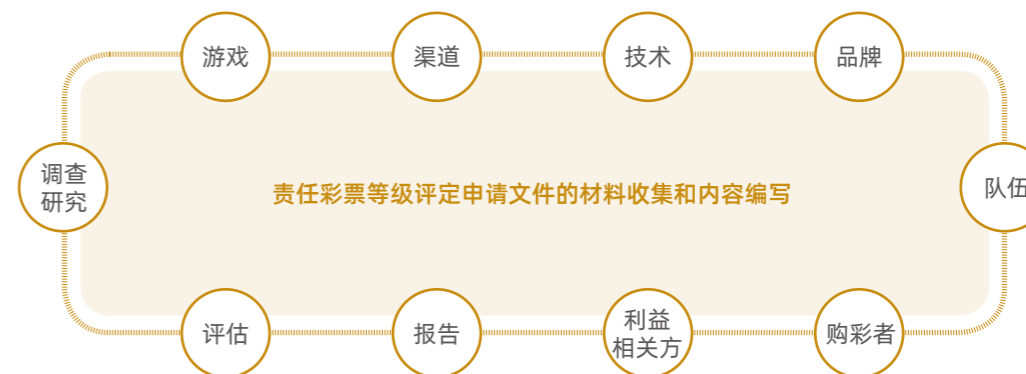 游戏
渠道
技术
品牌
调查
研究
责任彩票等级评定申请文件的材料收集和内容编写
队伍
评估
报告
利益
相关方
购彩者